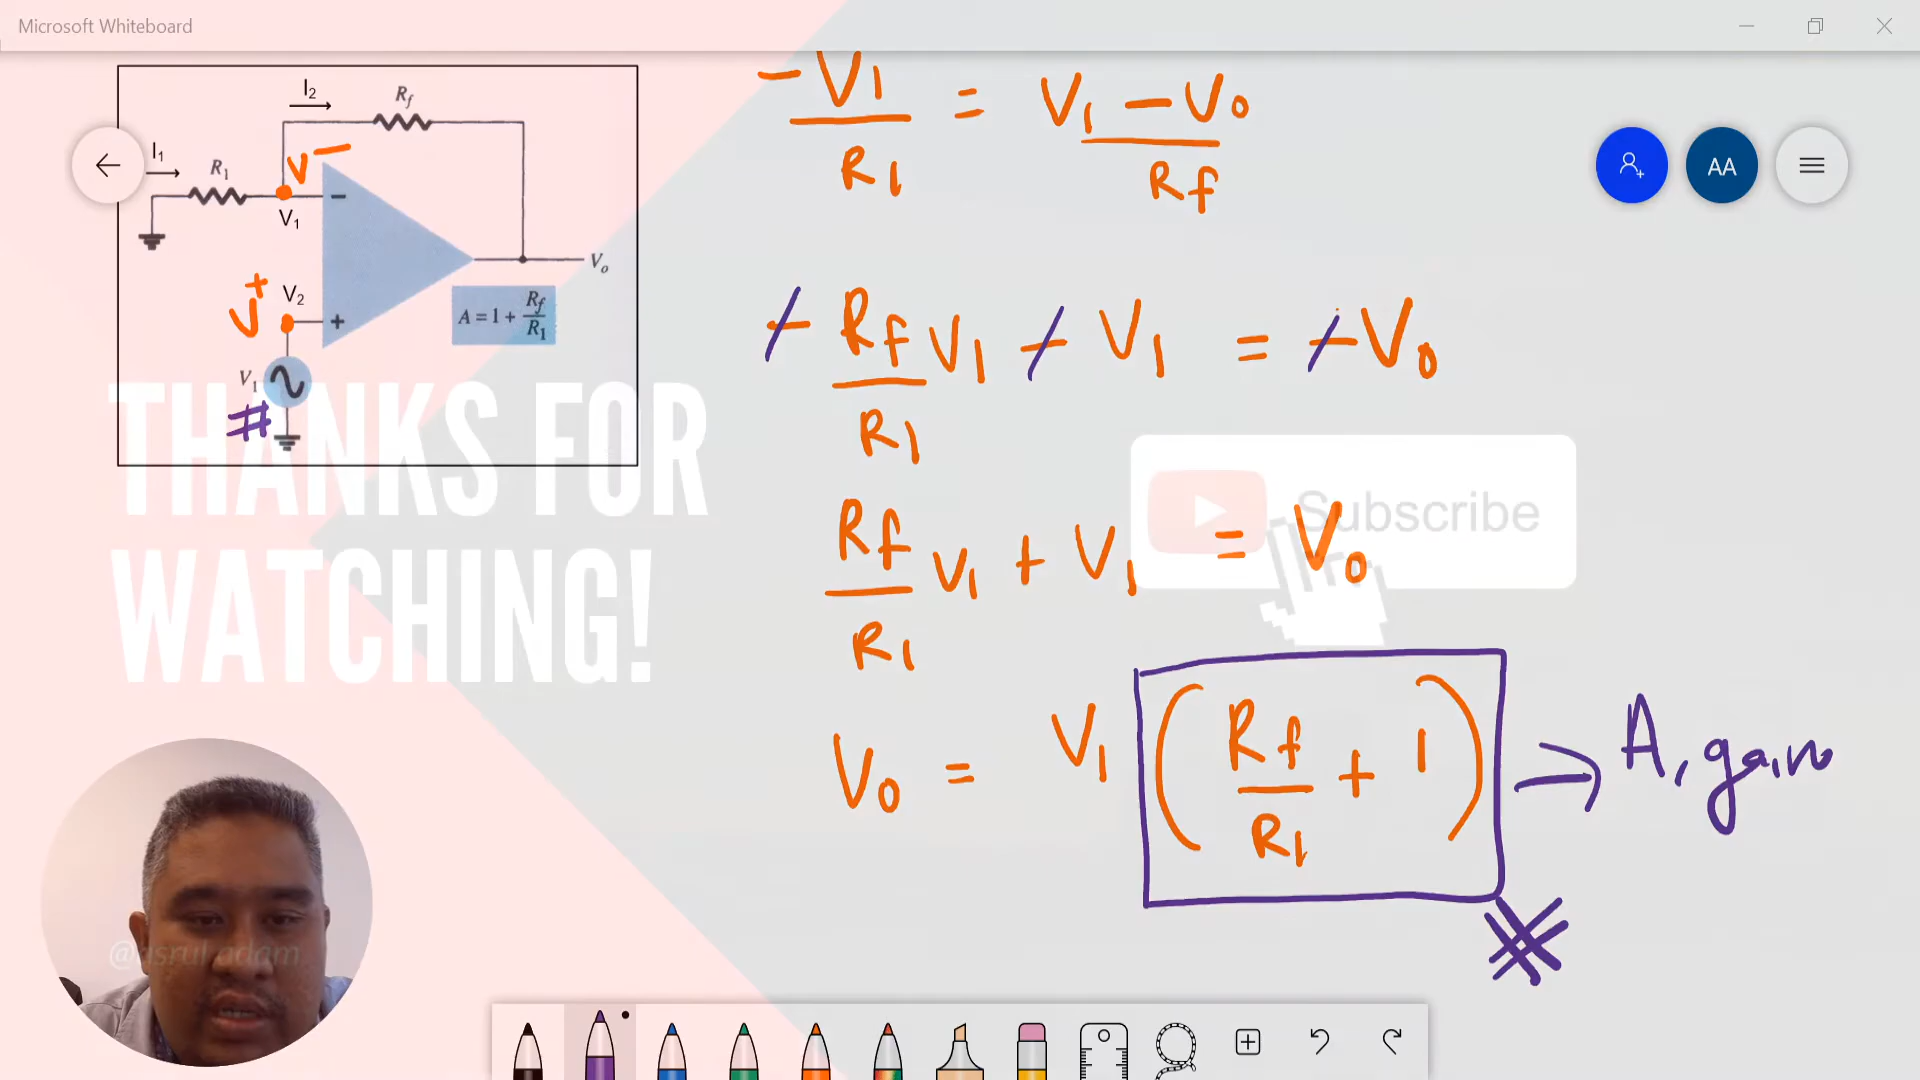 Microsoft Whiteboard
I2
Rf
I1
R1
V−
V1
V+
V2
−
+
Vo
A = 1 + Rf/R1
V1
#
−V1/R1 = V1 − Vo/Rf
− Rf/R1 V1 − V1 = −Vo
Rf/R1 V1 + V1 = Vo
Vo = V1 (Rf/R1 + 1) → A, gain
THANKS FOR
WATCHING!
Subscribe
AA
@asrul adam